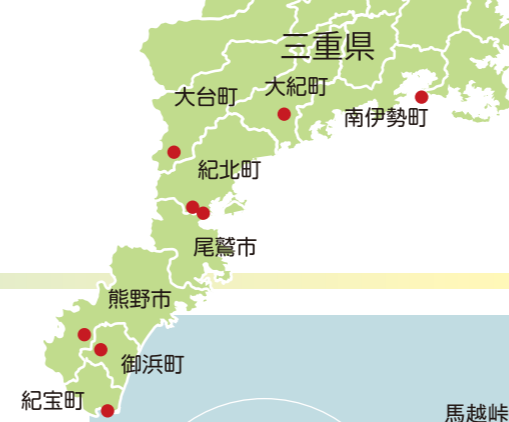 三重県
大紀町
大台町
南伊勢町
紀北町
尾鷲市
熊野市
御浜町
紀宝町
馬越峠